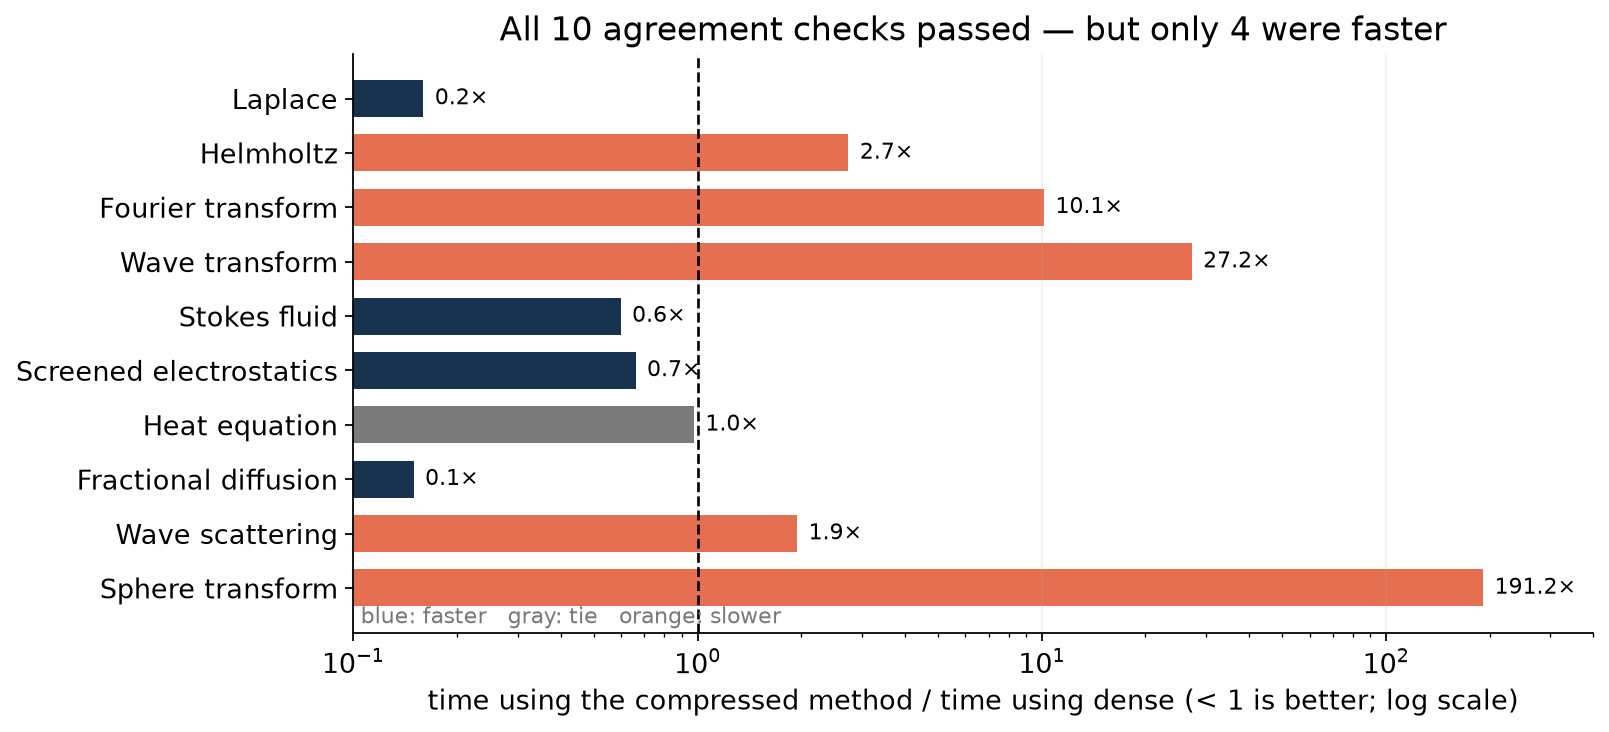 All 10 agreement checks passed — but only 4 were faster
Laplace 0.2×
Helmholtz 2.7×
Fourier transform 10.1×
Wave transform 27.2×
Stokes fluid 0.6×
Screened electrostatics 0.7×
Heat equation 1.0×
Fractional diffusion 0.1×
Wave scattering 1.9×
Sphere transform 191.2×
blue: faster gray: tie orange: slower
10⁻¹ 10⁰ 10¹ 10²
time using the compressed method / time using dense (< 1 is better; log scale)